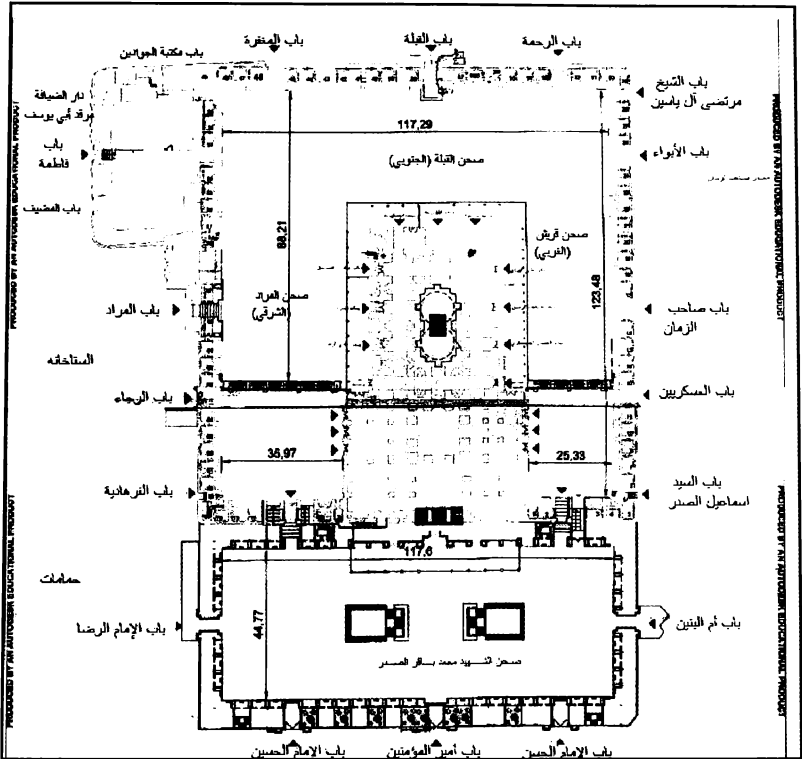 باب الرحمة
باب القبلة
باب المغفرة
باب مكتبة الجوادين
باب الشيخ
مرتضى آل ياسين
دار الضيافة
مرقد أبي يوسف
باب
فاطمة
باب المضيف
باب الأبواء
117,29
صحن القبلة (الجنوبي)
صحن قريش
(الغربي)
88,21
123,48
صحن المراد
(الشرقي)
باب المراد
باب صاحب
الزمان
الستاخانه
باب العسكريين
باب الرجاء
36,97
25,33
باب السيد
اسماعيل الصدر
باب الفرهادية
117,6
حمامات
44,77
باب أم البنين
باب الإمام الرضا
صحن الشهيد محمد باقر الصدر
باب الإمام الحسن
باب أمير المؤمنين
باب الإمام الحسين
PRODUCED BY AN AUTODESK EDUCATIONAL PRODUCT
PRODUCED BY AN AUTODESK EDUCATIONAL PRODUCT
PRODUCED BY AN AUTODESK EDUCATIONAL PRODUCT
PRODUCED BY AN AUTODESK EDUCATIONAL PRODUCT